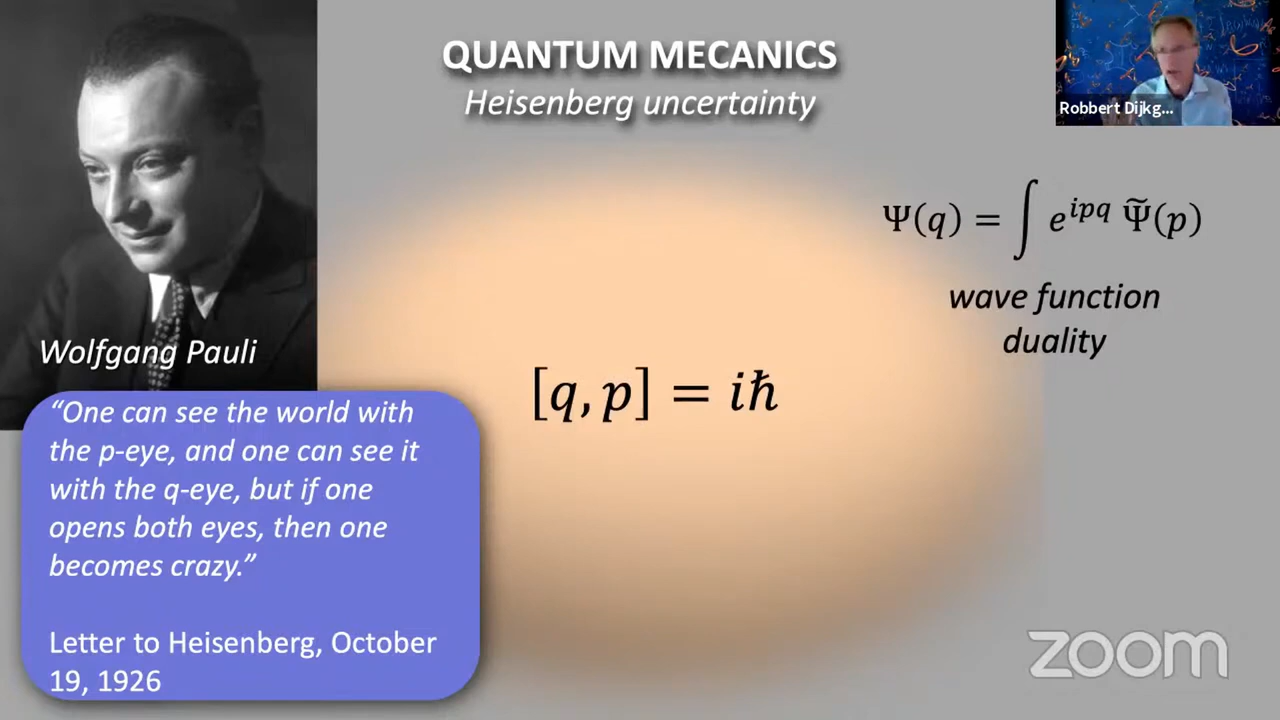 QUANTUM MECANICS
Heisenberg uncertainty
Robbert Dijkg...
Ψ(q) = ∫ e^{ipq} Ψ̃(p)
wave function
duality
Wolfgang Pauli
[q, p] = iℏ
“One can see the world with
the p-eye, and one can see it
with the q-eye, but if one
opens both eyes, then one
becomes crazy.”
Letter to Heisenberg, October
19, 1926
zoom